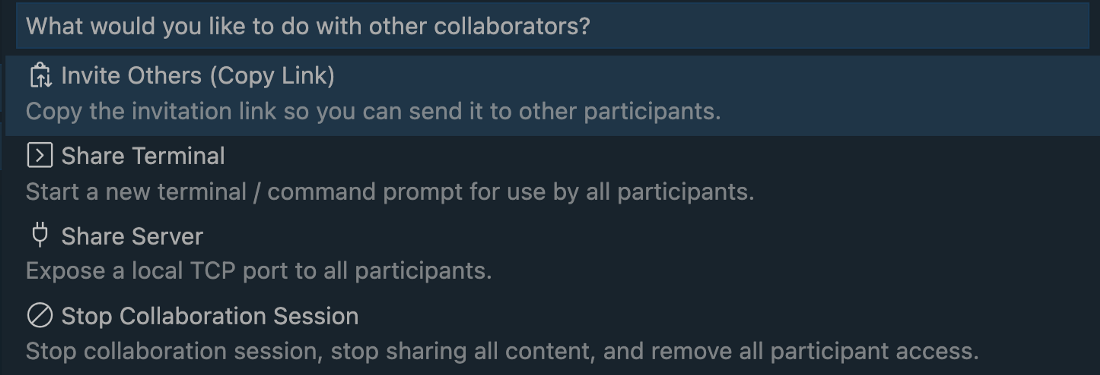 What would you like to do with other collaborators?
Invite Others (Copy Link)
Copy the invitation link so you can send it to other participants.
Share Terminal
Start a new terminal / command prompt for use by all participants.
Share Server
Expose a local TCP port to all participants.
Stop Collaboration Session
Stop collaboration session, stop sharing all content, and remove all participant access.